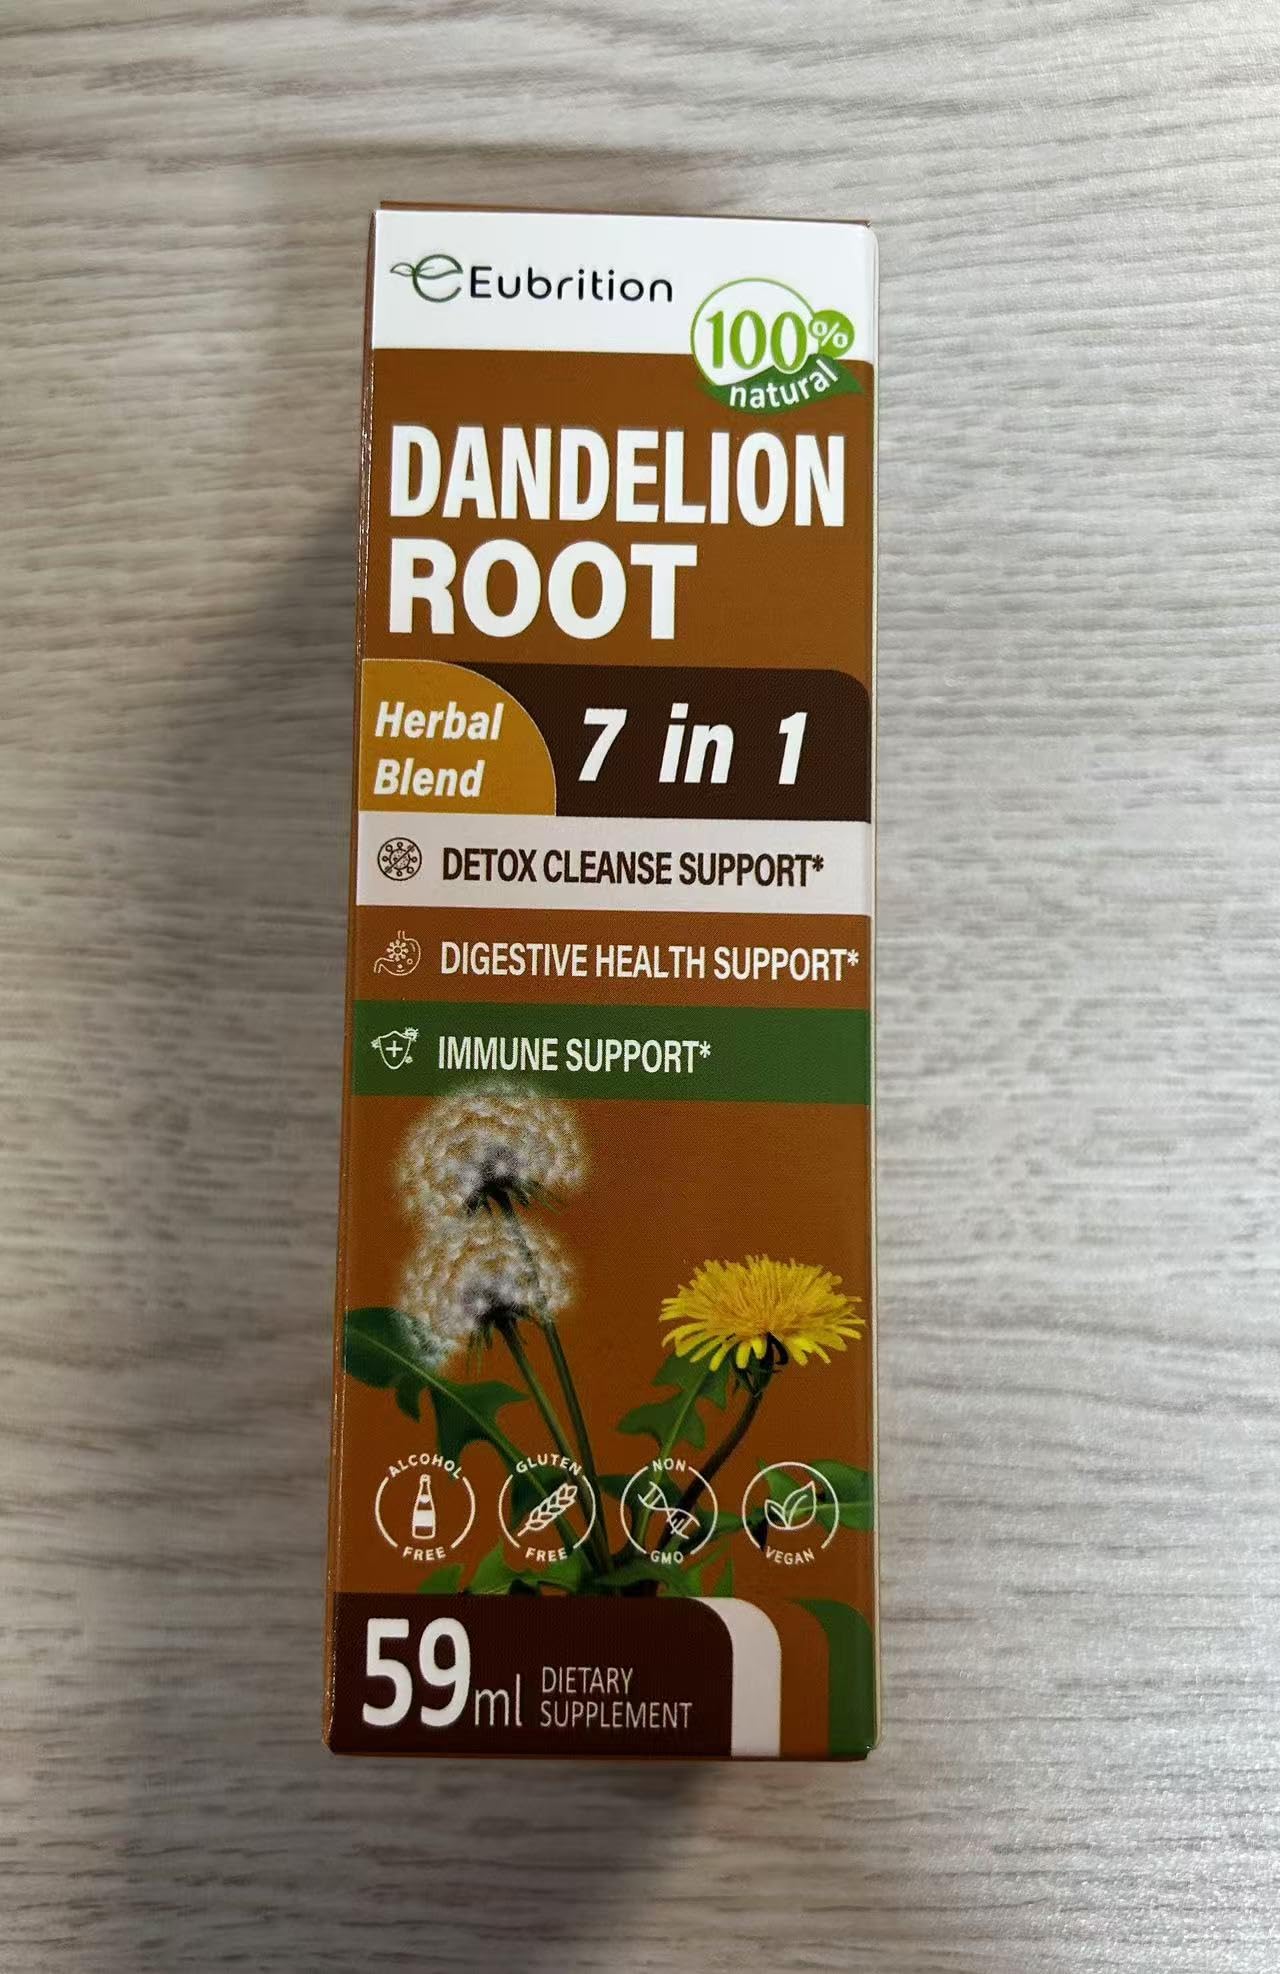 Eubrition
100%
natural
DANDELION
ROOT
Herbal
Blend
7 in 1
DETOX CLEANSE SUPPORT*
DIGESTIVE HEALTH SUPPORT*
IMMUNE SUPPORT*
ALCOHOL
FREE
GLUTEN
FREE
NON
GMO
VEGAN
59ml
DIETARY
SUPPLEMENT